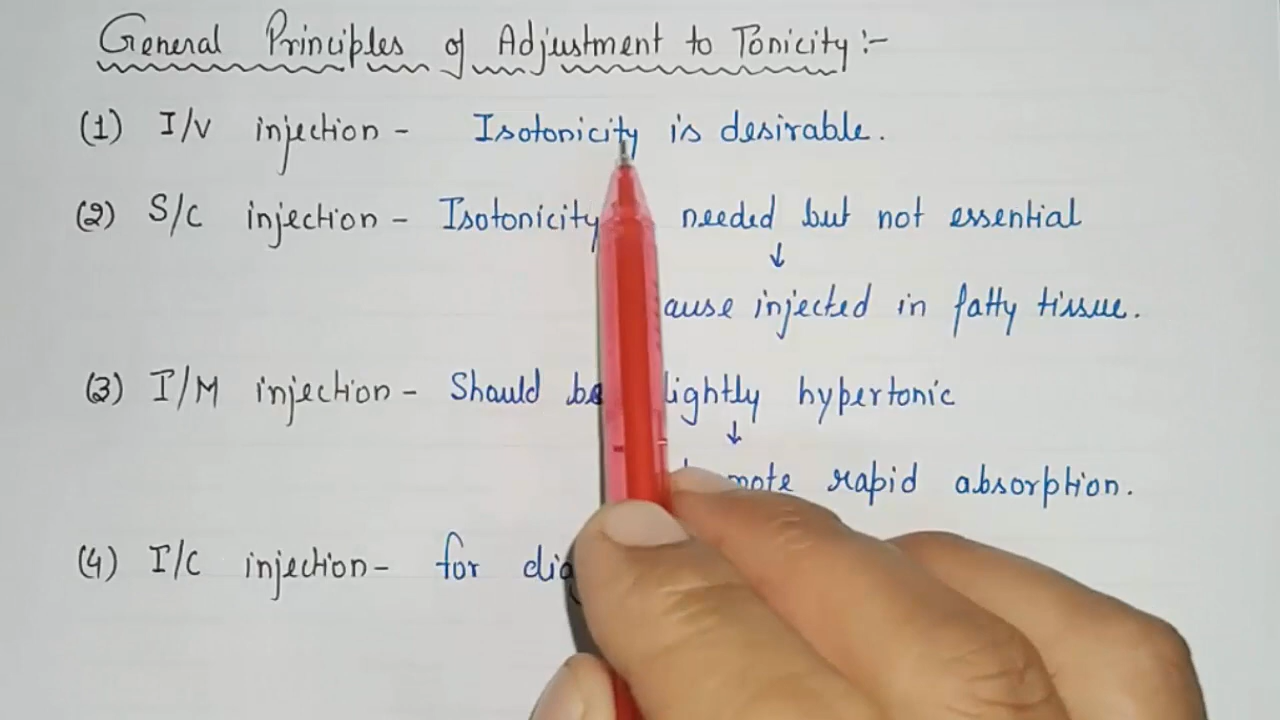 General Principles of Adjustment to Tonicity :-
(1) I/V injection - Isotonicity is desirable.
(2) S/C injection - Isotonicity needed but not essential
↓
injected in fatty tissue.
(3) I/M injection - Should be hypertonic
↓
rapid absorption.
(4) I/C injection - for